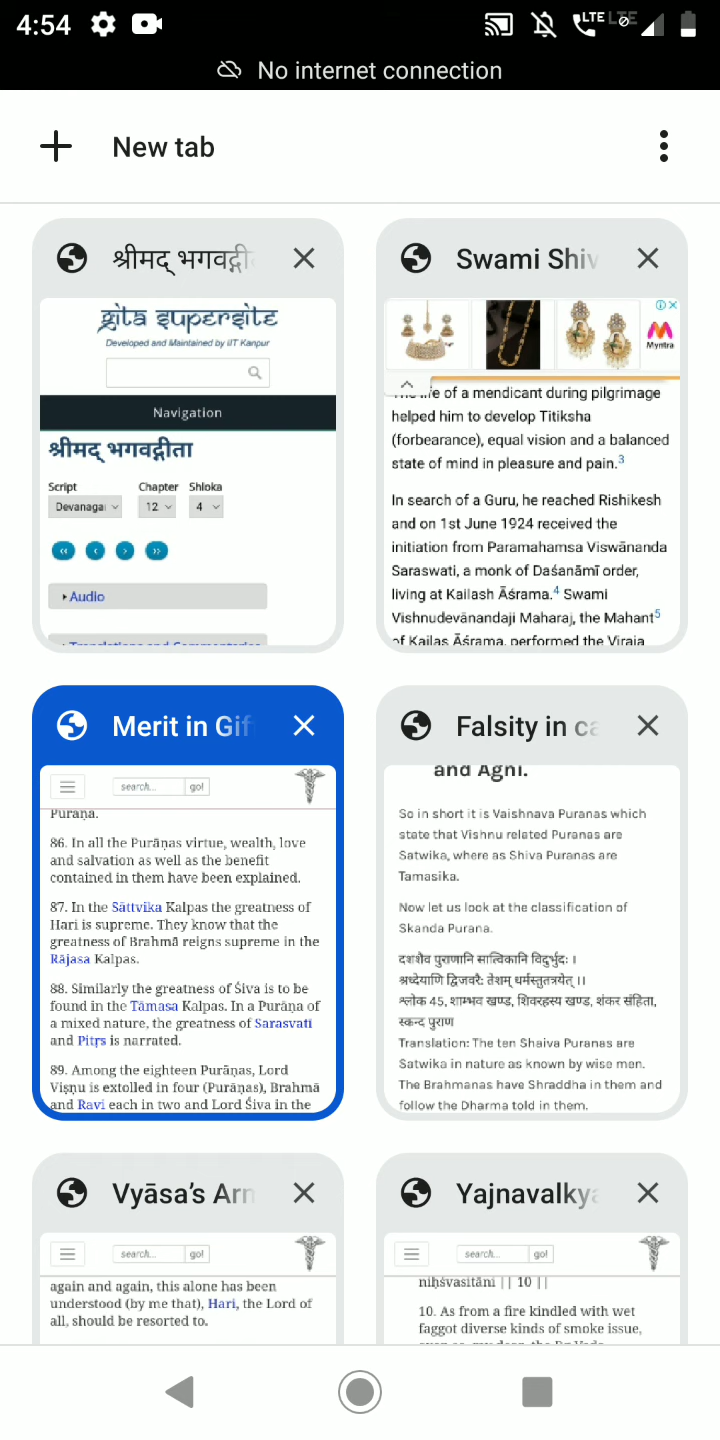 4:54
LTE LTE
No internet connection
New tab
श्रीमद् भगवद्गी
gita supersite
Developed and Maintained by IIT Kanpur
Navigation
श्रीमद् भगवद्गीता
Script Chapter Shloka
Devanaga 12 4
Audio
Translations and Commentaries
Swami Shiv
Myntra
The life of a mendicant during pilgrimage
helped him to develop Titiksha
(forbearance), equal vision and a balanced
state of mind in pleasure and pain.3
In search of a Guru, he reached Rishikesh
and on 1st June 1924 received the
initiation from Paramahamsa Viswānanda
Saraswati, a monk of Daśanāmī order,
living at Kailash Āśrama.4 Swami
Vishnudevānandaji Maharaj, the Mahant5
of Kailas Āśrama, performed the Viraja
Merit in Gif
search... go!
Purāṇa.
86. In all the Purāṇas virtue, wealth, love
and salvation as well as the benefit
contained in them have been explained.
87. In the Sāttvika Kalpas the greatness of
Hari is supreme. They know that the
greatness of Brahmā reigns supreme in the
Rājasa Kalpas.
88. Similarly the greatness of Śiva is to be
found in the Tāmasa Kalpas. In a Purāṇa of
a mixed nature, the greatness of Sarasvatī
and Pitṛs is narrated.
89. Among the eighteen Purāṇas, Lord
Viṣṇu is extolled in four (Purāṇas), Brahmā
and Ravi each in two and Lord Śiva in the
Falsity in ca
and Agni.
So in short it is Vaishnava Puranas which
state that Vishnu related Puranas are
Satwika, where as Shiva Puranas are
Tamasika.
Now let us look at the classification of
Skanda Purana.
दशशैव पुराणानि सात्विकानि विदुर्भुदः ।
श्रध्देयाणि द्विजवरैः तेशम् धर्मस्तुतत्रयेत् ।।
श्लोक 45, शाम्भव खण्ड, शिवरहस्य खण्ड, शंकर संहिता,
स्कन्द पुराण
Translation: The ten Shaiva Puranas are
Satwika in nature as known by wise men.
The Brahmanas have Shraddha in them and
follow the Dharma told in them.
Vyāsa’s Arn
search... go!
again and again, this alone has been
understood (by me that), Hari, the Lord of
all, should be resorted to.
Yajnavalkya
search... go!
niḥśvasitāni || 10 ||
10. As from a fire kindled with wet
faggot diverse kinds of smoke issue,